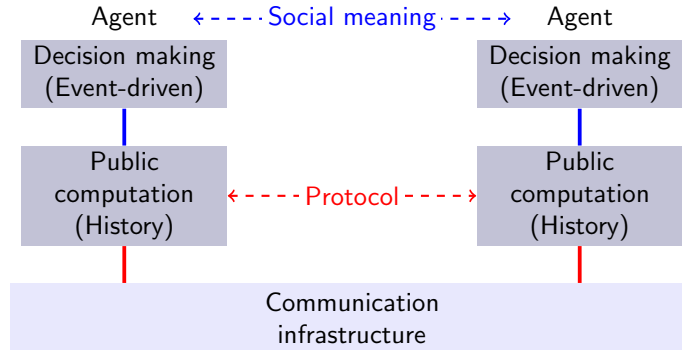 Agent Social meaning Agent
Decision making
(Event-driven)
Decision making
(Event-driven)
Public
computation
(History)
Protocol
Public
computation
(History)
Communication
infrastructure